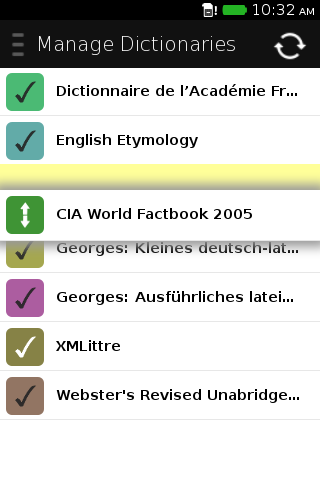 10:32 AM
Manage Dictionaries
Dictionnaire de l’Académie Fr...
English Etymology
CIA World Factbook 2005
Georges: Kleines deutsch-lat...
Georges: Ausführliches latei...
XMLittre
Webster's Revised Unabridge...